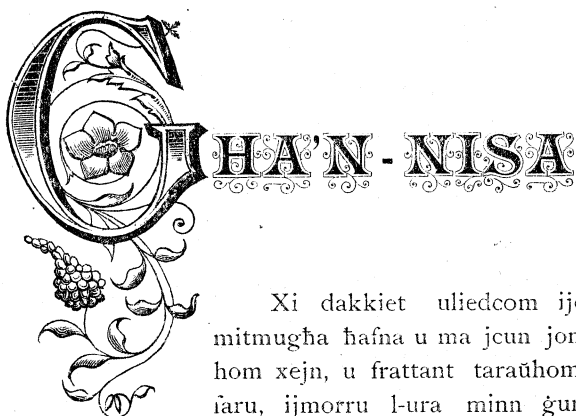 GHA'N-NISA
Xi dakkiet uliedcom
mitmugħa ħafna u ma jcun
hom xejn, u frattant taraŭhom
ijmorru l-ura minn